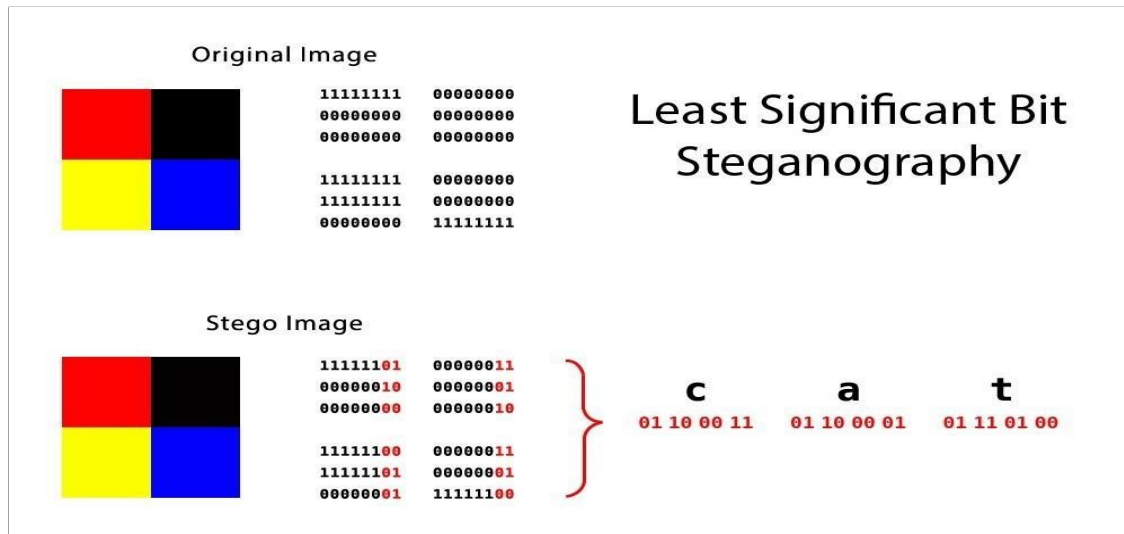 Original Image
11111111 00000000
00000000 00000000
00000000 00000000
11111111 00000000
11111111 00000000
00000000 11111111
Least Significant Bit
Steganography
Stego Image
11111101 00000011
00000010 00000001
00000000 00000010
11111100 00000011
11111101 00000001
00000001 11111100
c a t
01 10 00 11 01 10 00 01 01 11 01 00